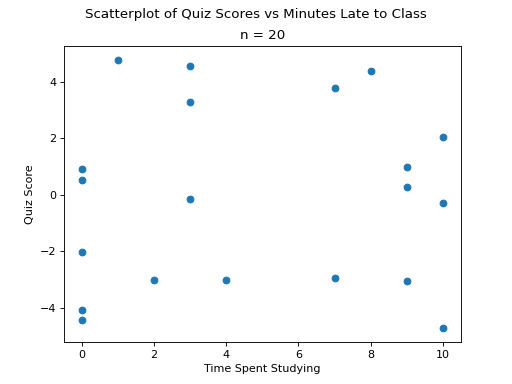 Scatterplot of Quiz Scores vs Minutes Late to Class
n = 20
4
2
0
−2
−4
Quiz Score
0 2 4 6 8 10
Time Spent Studying